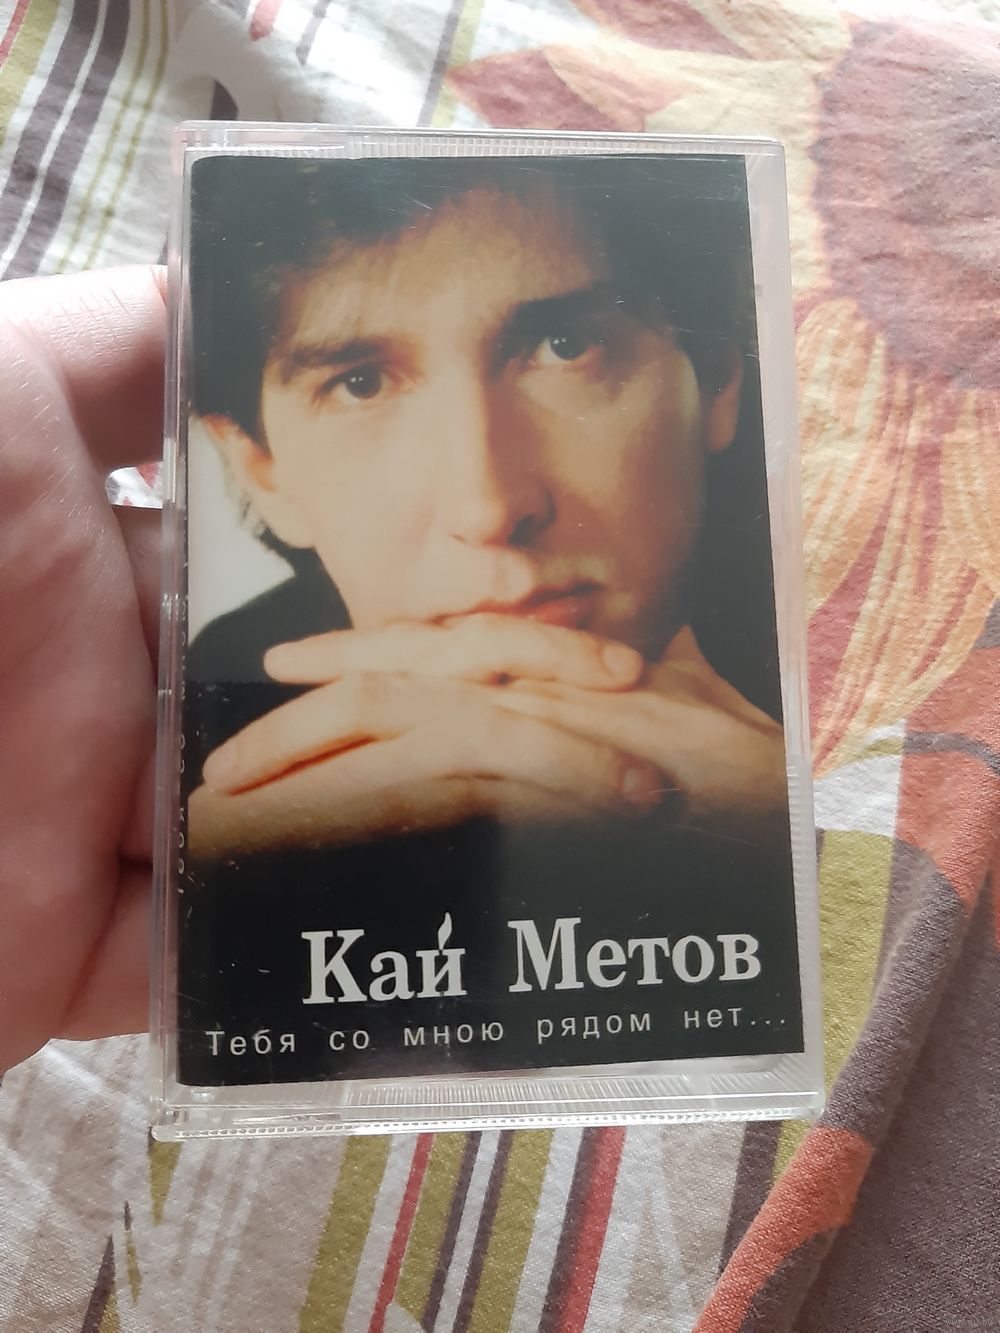 Кай Метов
Тебя со мною рядом нет...